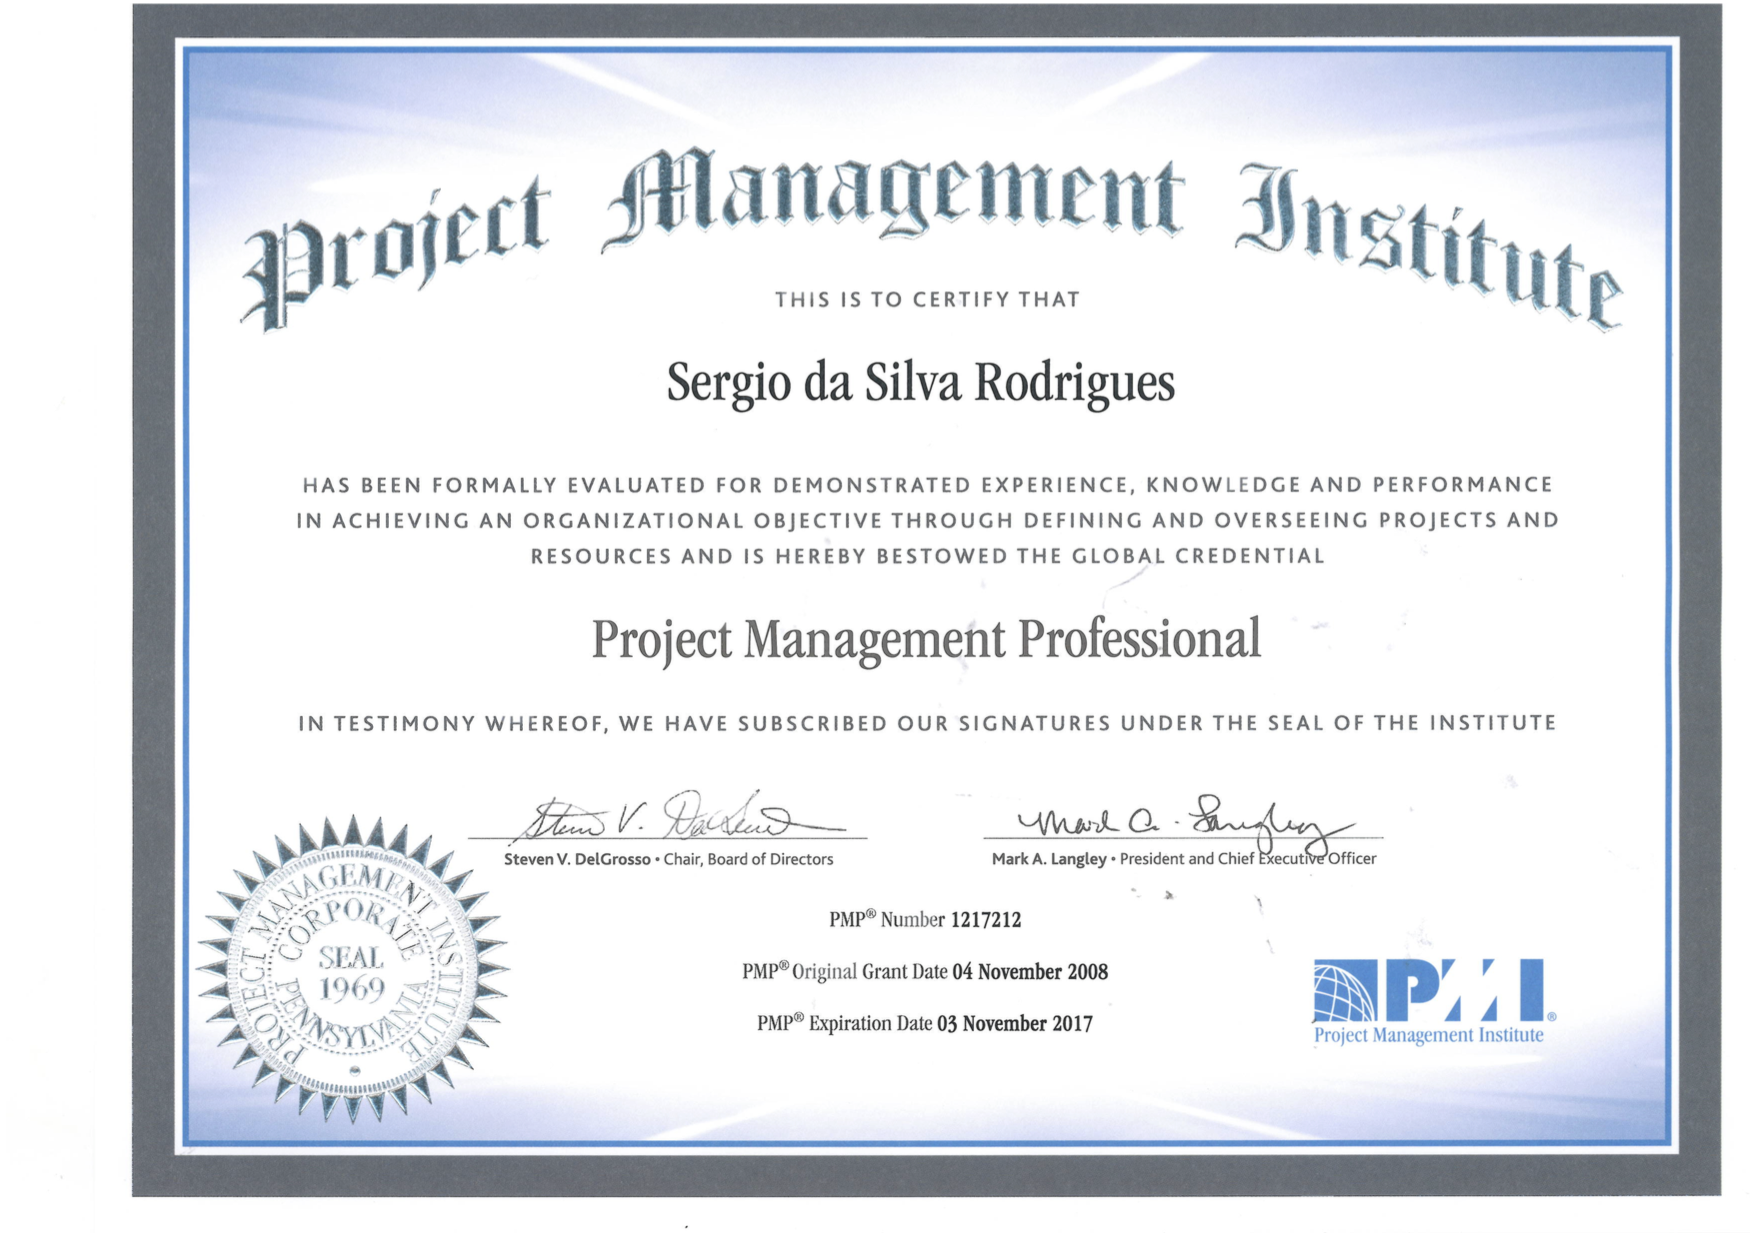 Project Management Institute
THIS IS TO CERTIFY THAT
Sergio da Silva Rodrigues
HAS BEEN FORMALLY EVALUATED FOR DEMONSTRATED EXPERIENCE, KNOWLEDGE AND PERFORMANCE
IN ACHIEVING AN ORGANIZATIONAL OBJECTIVE THROUGH DEFINING AND OVERSEEING PROJECTS AND
RESOURCES AND IS HEREBY BESTOWED THE GLOBAL CREDENTIAL
Project Management Professional
IN TESTIMONY WHEREOF, WE HAVE SUBSCRIBED OUR SIGNATURES UNDER THE SEAL OF THE INSTITUTE
Steven V. DelGrosso • Chair, Board of Directors
Mark A. Langley
Mark A. Langley • President and Chief Executive Officer
PROJECT MANAGEMENT INSTITUTE
CORPORATE
SEAL
1969
PENNSYLVANIA
PMP® Number 1217212
PMP® Original Grant Date 04 November 2008
PMP® Expiration Date 03 November 2017
PMI®
Project Management Institute